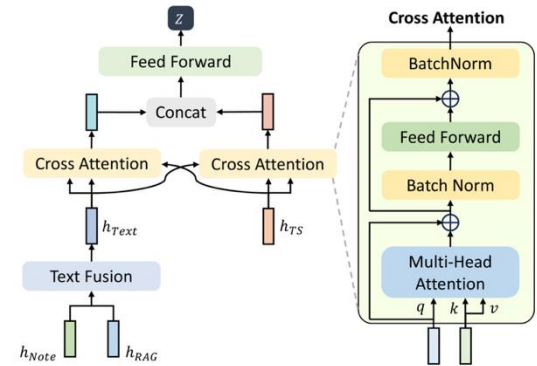 Z
Feed Forward
Concat
Cross Attention
Cross Attention
h_Text
h_TS
Text Fusion
h_Note
h_RAG
Cross Attention
BatchNorm
Feed Forward
Batch Norm
Multi-Head
Attention
q k v